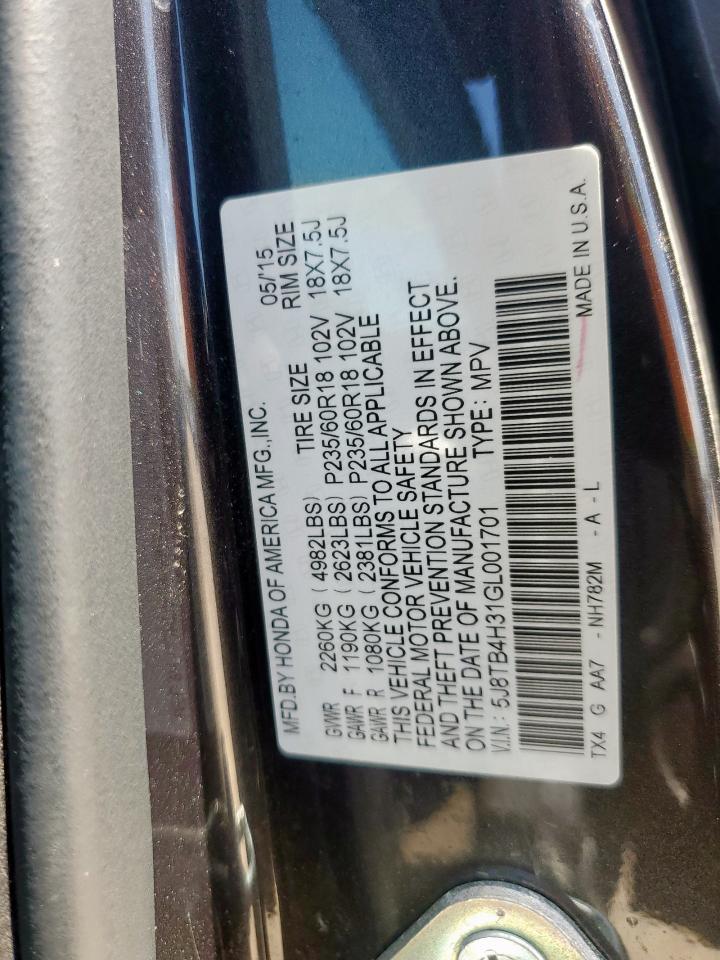 MFD.BY HONDA OF AMERICA MFG.,INC. 05/'15
TIRE SIZE RIM SIZE
GVWR 2260KG ( 4982LBS)
GAWR F 1190KG ( 2623LBS) P235/60R18 102V 18X7.5J
GAWR R 1080KG ( 2381LBS) P235/60R18 102V 18X7.5J
THIS VEHICLE CONFORMS TO ALL APPLICABLE
FEDERAL MOTOR VEHICLE SAFETY
AND THEFT PREVENTION STANDARDS IN EFFECT
ON THE DATE OF MANUFACTURE SHOWN ABOVE.
V.I.N.: 5J8TB4H31GL001701 TYPE : MPV
TX4 G AA7 - NH782M - A - L MADE IN U.S.A.